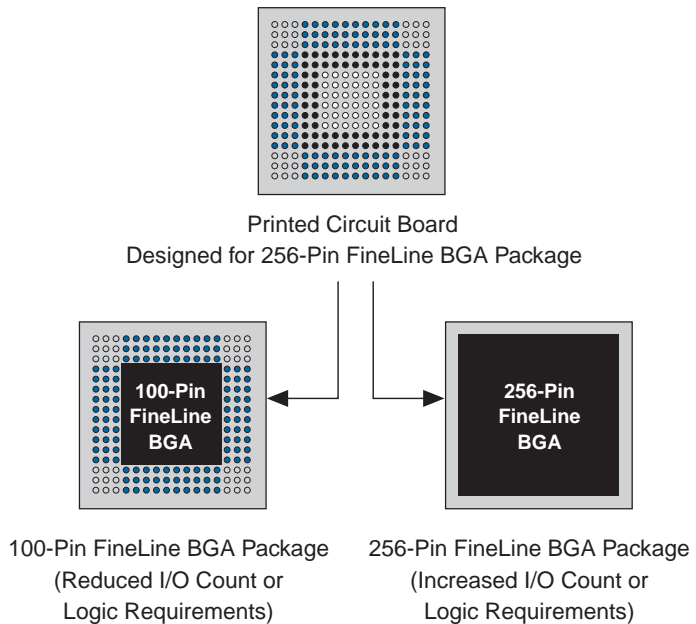 Printed Circuit Board
Designed for 256-Pin FineLine BGA Package
100-Pin
FineLine
BGA
256-Pin
FineLine
BGA
100-Pin FineLine BGA Package
(Reduced I/O Count or
Logic Requirements)
256-Pin FineLine BGA Package
(Increased I/O Count or
Logic Requirements)